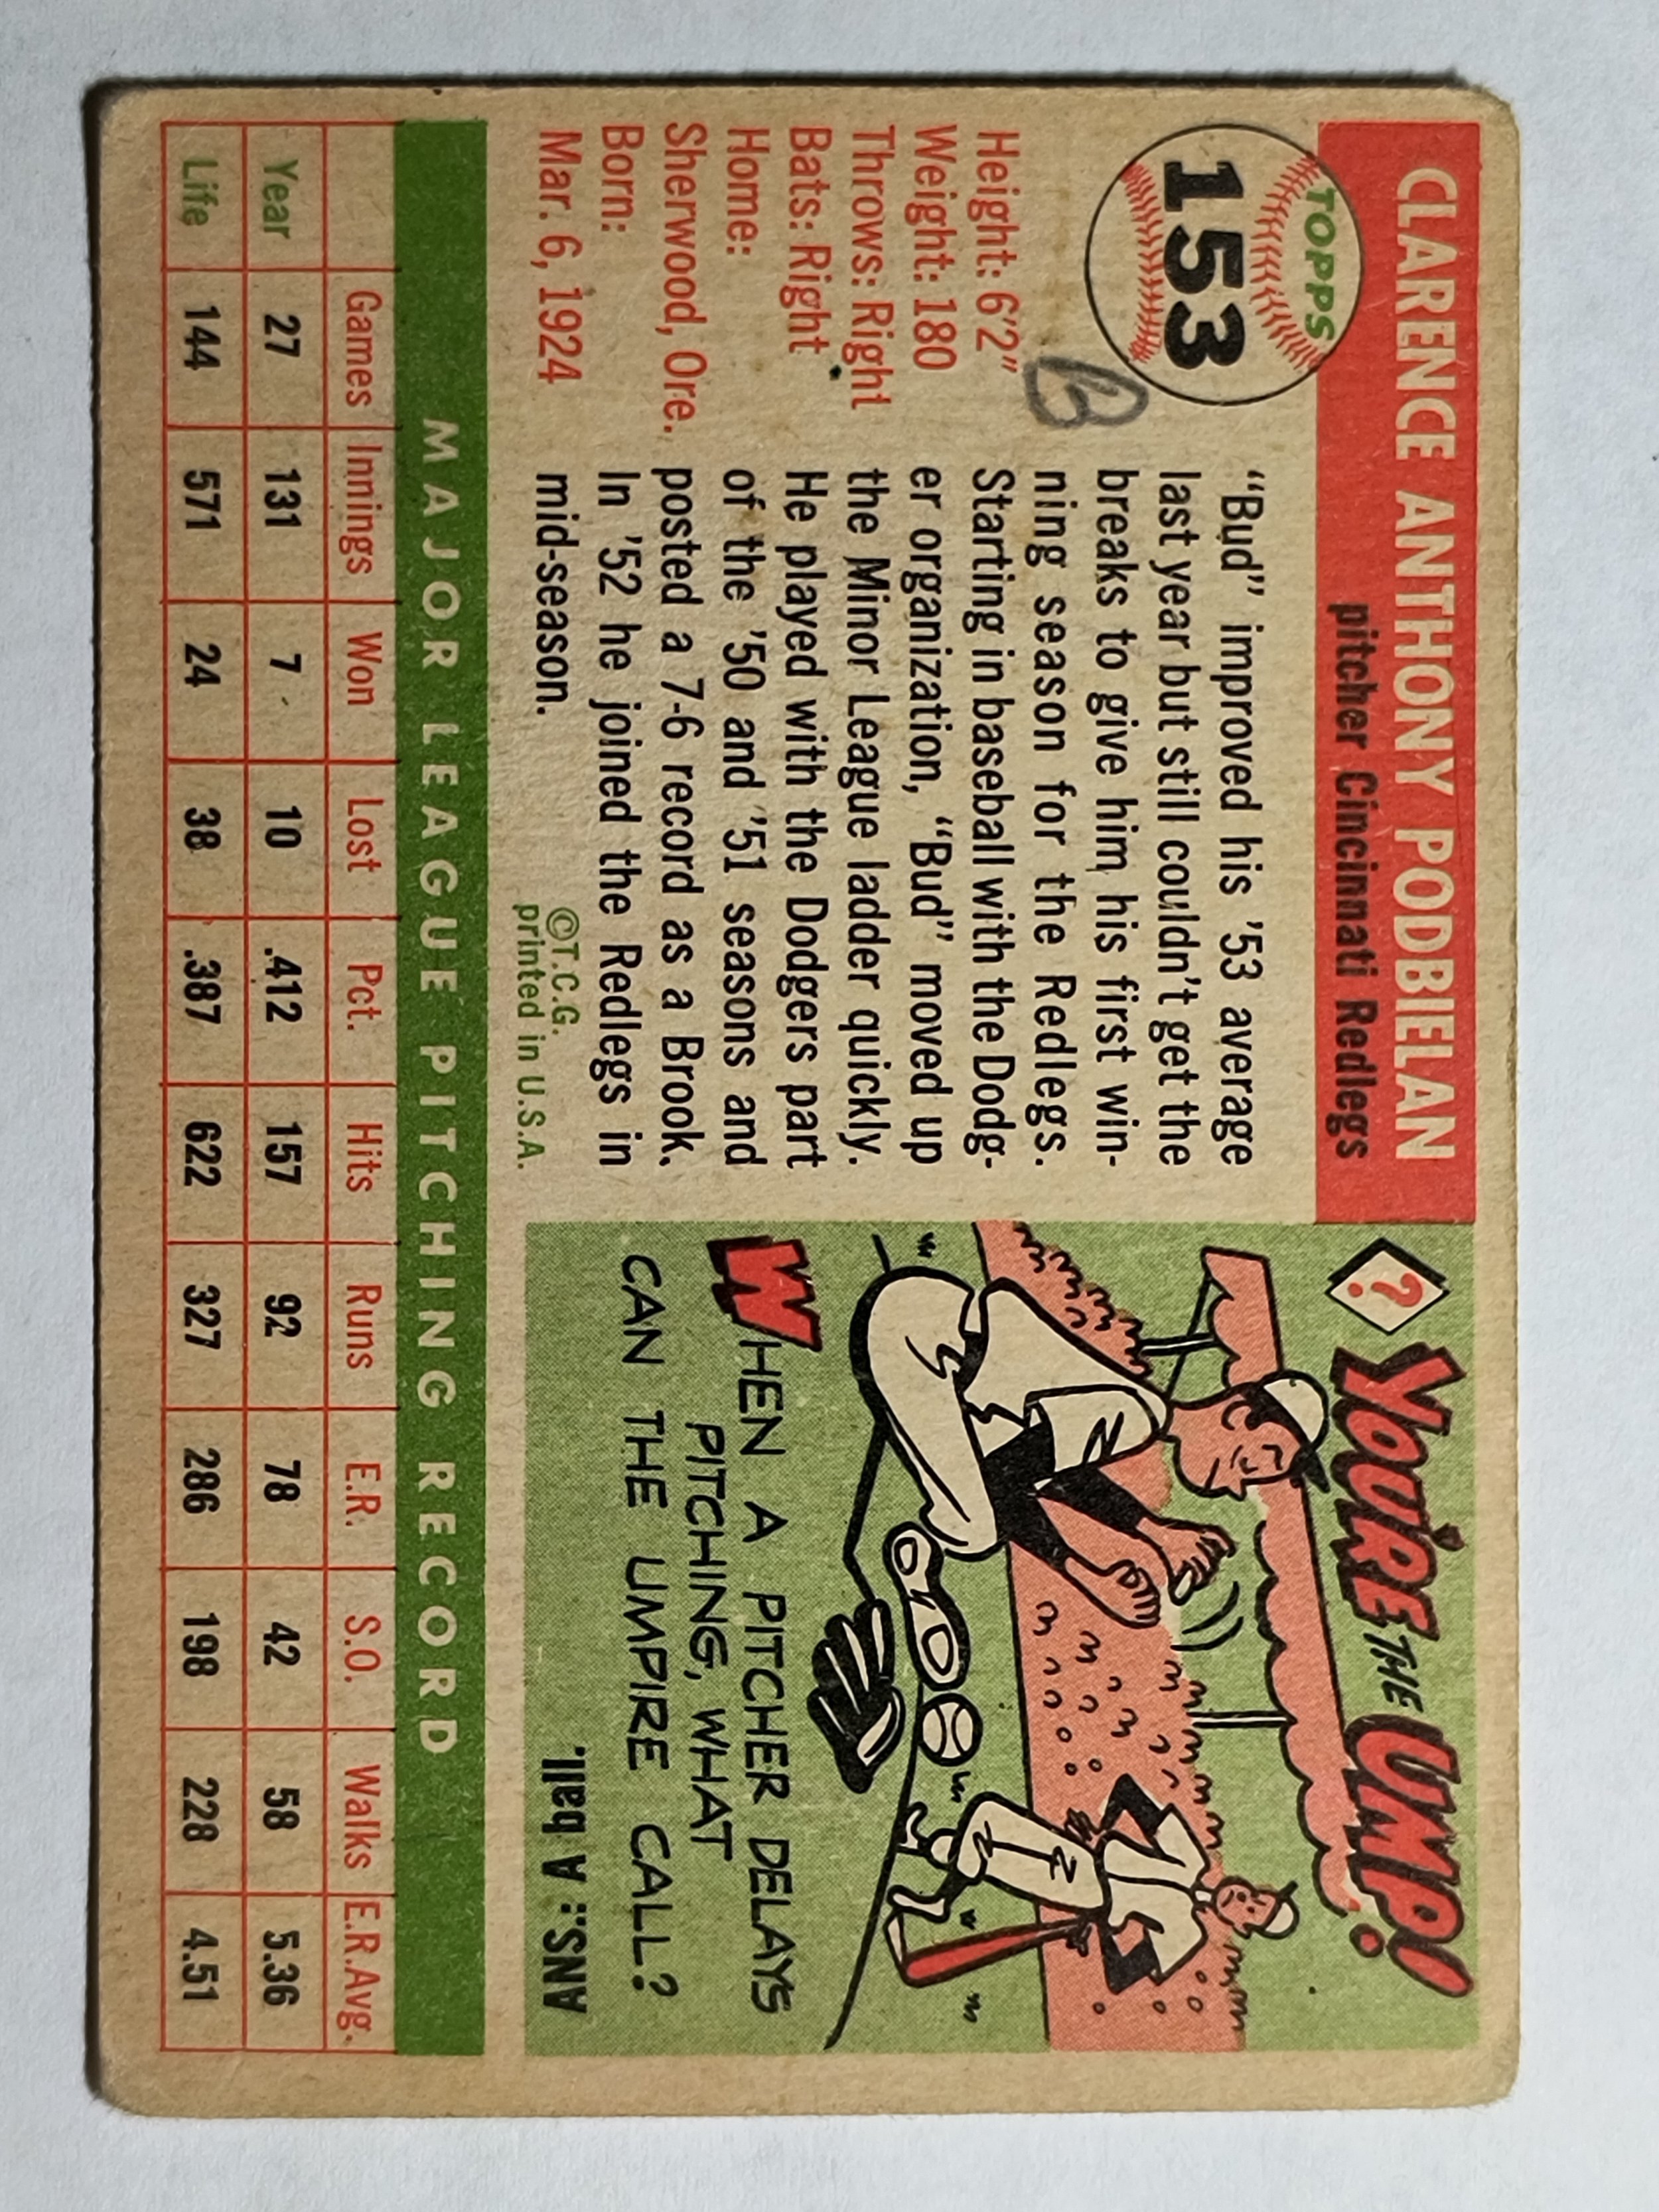 CLARENCE ANTHONY PODBIELAN
pitcher Cincinnati Redlegs
TOPPS
153
B
Height: 6'2"
Weight: 180
Throws: Right
Bats: Right
Home:
Sherwood, Ore.
Born:
Mar. 6, 1924
"Bud" improved his '53 average
last year but still couldn't get the
breaks to give him his first win-
ning season for the Redlegs.
Starting in baseball with the Dodg-
er organization, "Bud" moved up
the Minor League ladder quickly.
He played with the Dodgers part
of the '50 and '51 seasons and
posted a 7-6 record as a Brook.
In '52 he joined the Redlegs in
mid-season.
©T.C.G.
printed in U.S.A.
? YOU'RE THE UMP!
WHEN A PITCHER DELAYS
PITCHING, WHAT
CAN THE UMPIRE CALL?
ANS.: A ball.
MAJOR LEAGUE PITCHING RECORD
Games Innings Won Lost Pct. Hits Runs E.R. S.O. Walks E.R.Avg.
Year 27 131 7 10 .412 157 92 78 42 58 5.36
Life 144 571 24 38 .387 622 327 286 198 228 4.51